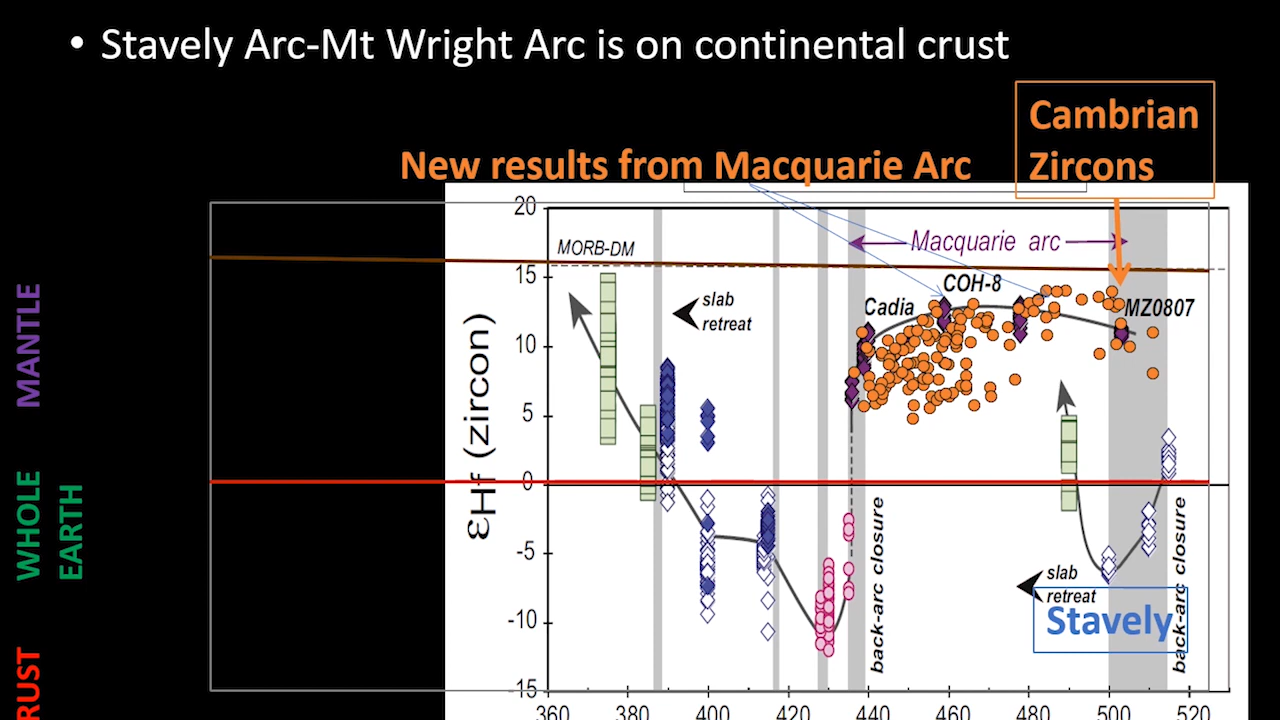 • Stavely Arc-Mt Wright Arc is on continental crust
Cambrian
Zircons
New results from Macquarie Arc
20
MORB-DM
Macquarie arc
15
slab
retreat
Cadia
COH-8
MZ0807
10
5
0
-5
-10
-15
εHf (zircon)
back-arc closure
slab
retreat
Stavely
back-arc closure
360
380
400
420
440
460
480
500
520
MANTLE
WHOLE
EARTH
RUST